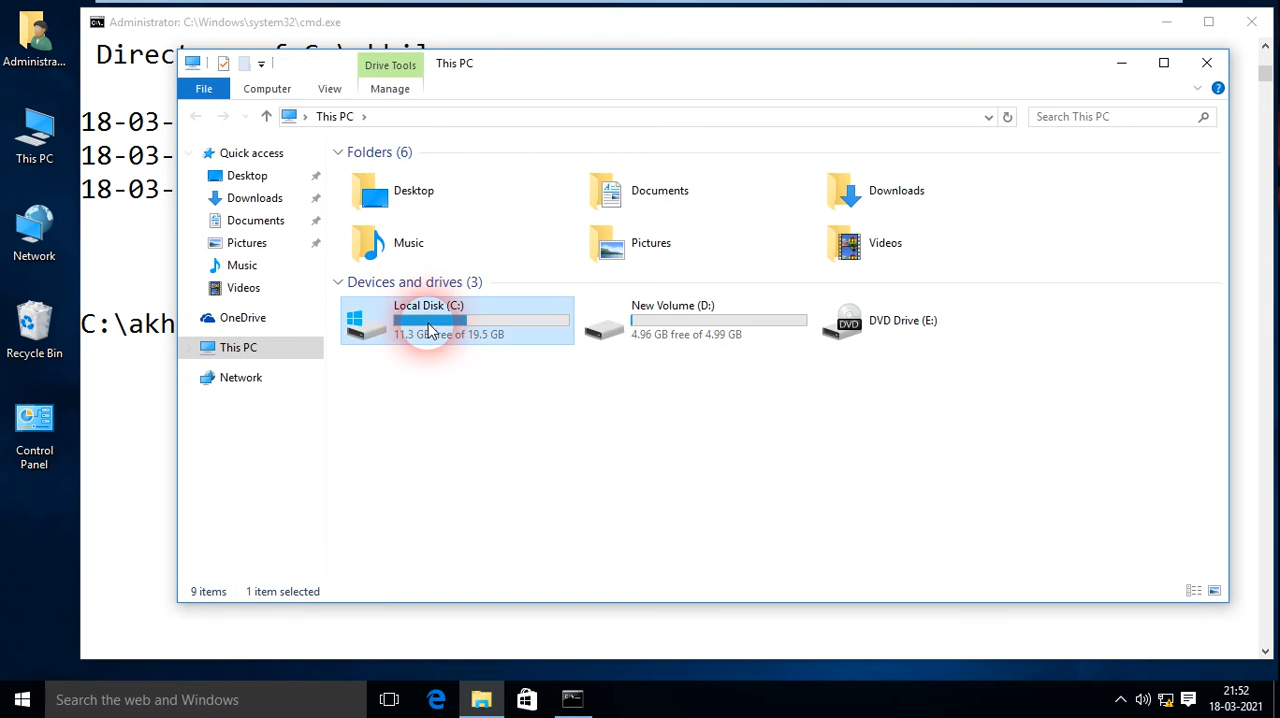 Administrator: C:\Windows\system32\cmd.exe
18-03-
18-03-
18-03-
C:\akh
Administra...
This PC
Network
Recycle Bin
Control
Panel
Drive Tools
This PC
File
Computer
View
Manage
This PC
Search This PC
Quick access
Desktop
Downloads
Documents
Pictures
Music
Videos
OneDrive
This PC
Network
Folders (6)
Desktop
Documents
Downloads
Music
Pictures
Videos
Devices and drives (3)
Local Disk (C:)
11.3 GB free of 19.5 GB
New Volume (D:)
4.96 GB free of 4.99 GB
DVD
DVD Drive (E:)
9 items
1 item selected
Search the web and Windows
21:52
18-03-2021